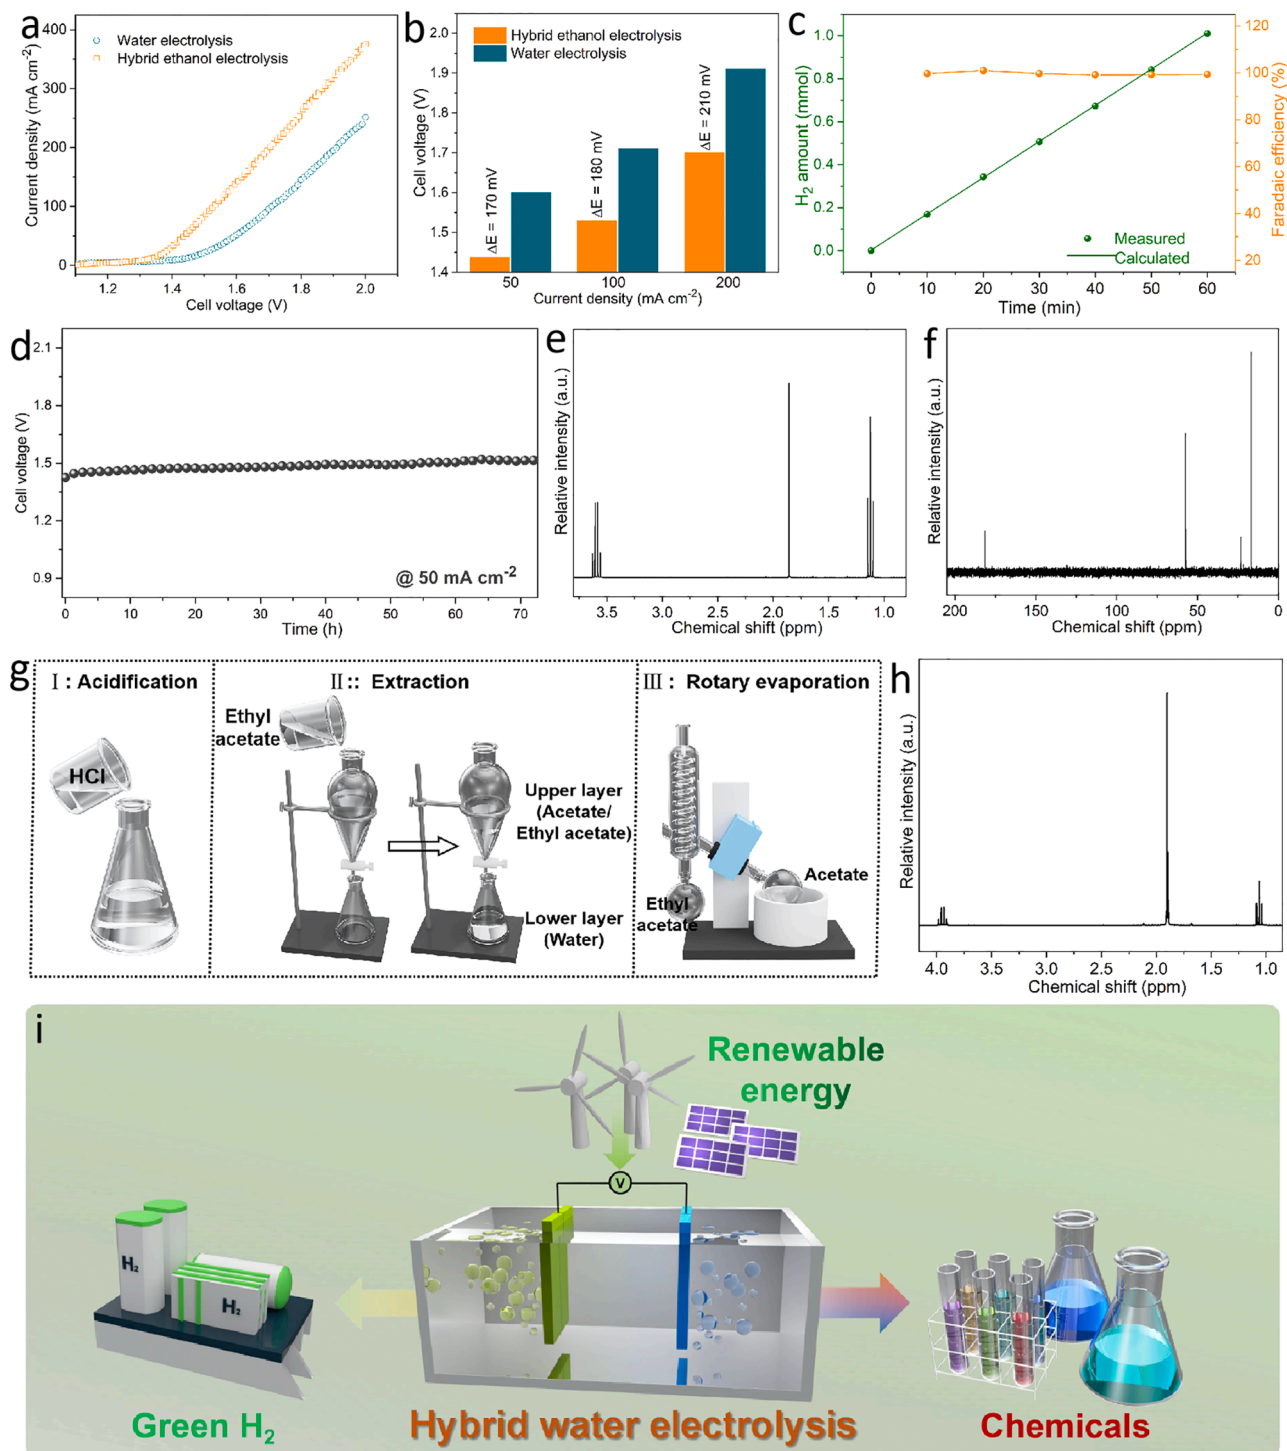 a
Water electrolysis
Hybrid ethanol electrolysis
Current density (mA cm⁻²)
400
300
200
100
0
1.2
1.4
1.6
1.8
2.0
Cell voltage (V)
b
Hybrid ethanol electrolysis
Water electrolysis
Cell voltage (V)
2.0
1.9
1.8
1.7
1.6
1.5
1.4
ΔE = 170 mV
ΔE = 180 mV
ΔE = 210 mV
50
100
200
Current density (mA cm⁻²)
c
H₂ amount (mmol)
1.0
0.8
0.6
0.4
0.2
0.0
Measured
Calculated
Faradaic efficiency (%)
120
100
80
60
40
20
0
10
20
30
40
50
60
Time (min)
d
Cell voltage (V)
2.1
1.8
1.5
1.2
0.9
@ 50 mA cm⁻²
0
10
20
30
40
50
60
70
Time (h)
e
Relative intensity (a.u.)
3.5
3.0
2.5
2.0
1.5
1.0
Chemical shift (ppm)
f
Relative intensity (a.u.)
200
150
100
50
0
Chemical shift (ppm)
g
Ⅰ : Acidification
HCl
Ⅱ :: Extraction
Ethyl
acetate
Upper layer
(Acetate/
Ethyl acetate)
Lower layer
(Water)
Ⅲ : Rotary evaporation
Acetate
Ethyl
acetate
h
Relative intensity (a.u.)
4.0
3.5
3.0
2.5
2.0
1.5
1.0
Chemical shift (ppm)
i
Renewable
energy
V
H₂
H₂
Green H₂
Hybrid water electrolysis
Chemicals